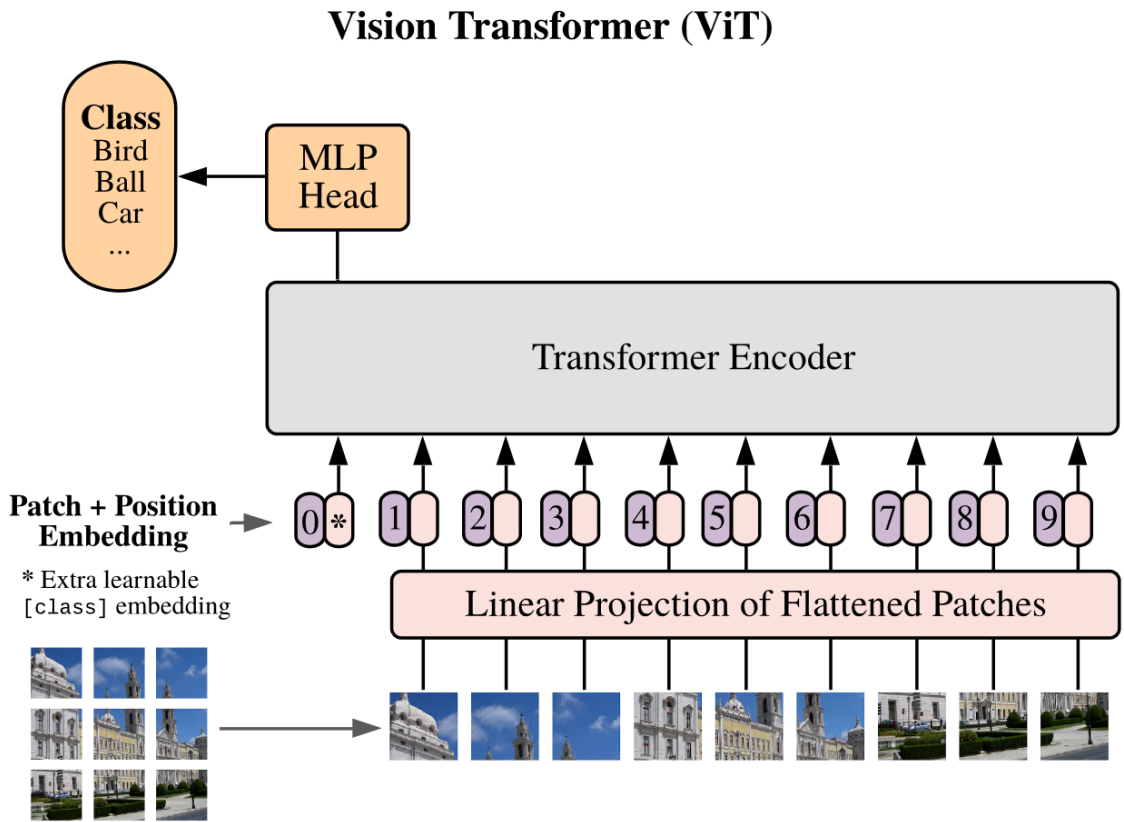 Vision Transformer (ViT)
Class
Bird
Ball
Car
...
MLP
Head
Transformer Encoder
Patch + Position
Embedding
0 * 1 2 3 4 5 6 7 8 9
* Extra learnable
[class] embedding
Linear Projection of Flattened Patches